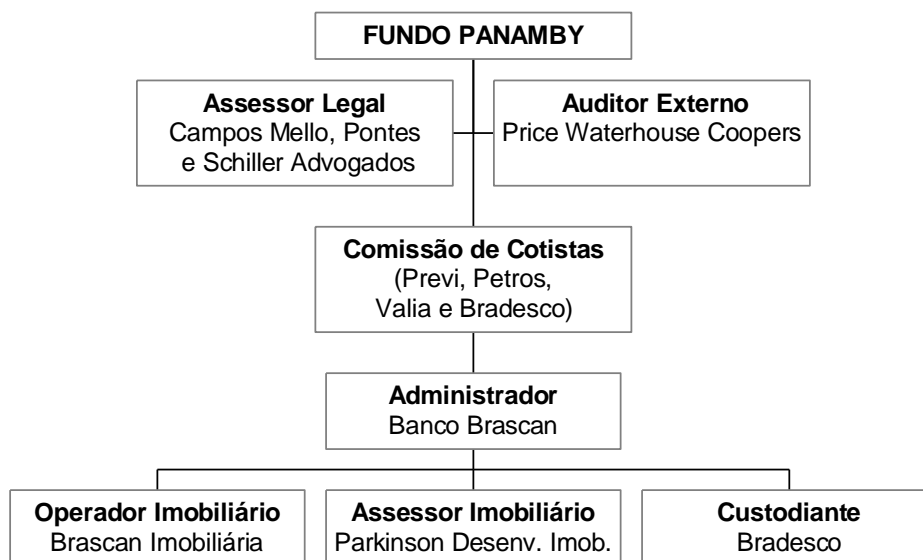 FUNDO PANAMBY
Assessor Legal
Campos Mello, Pontes
e Schiller Advogados
Auditor Externo
Price Waterhouse Coopers
Comissão de Cotistas
(Previ, Petros,
Valia e Bradesco)
Administrador
Banco Brascan
Operador Imobiliário
Brascan Imobiliária
Assessor Imobiliário
Parkinson Desenv. Imob.
Custodiante
Bradesco